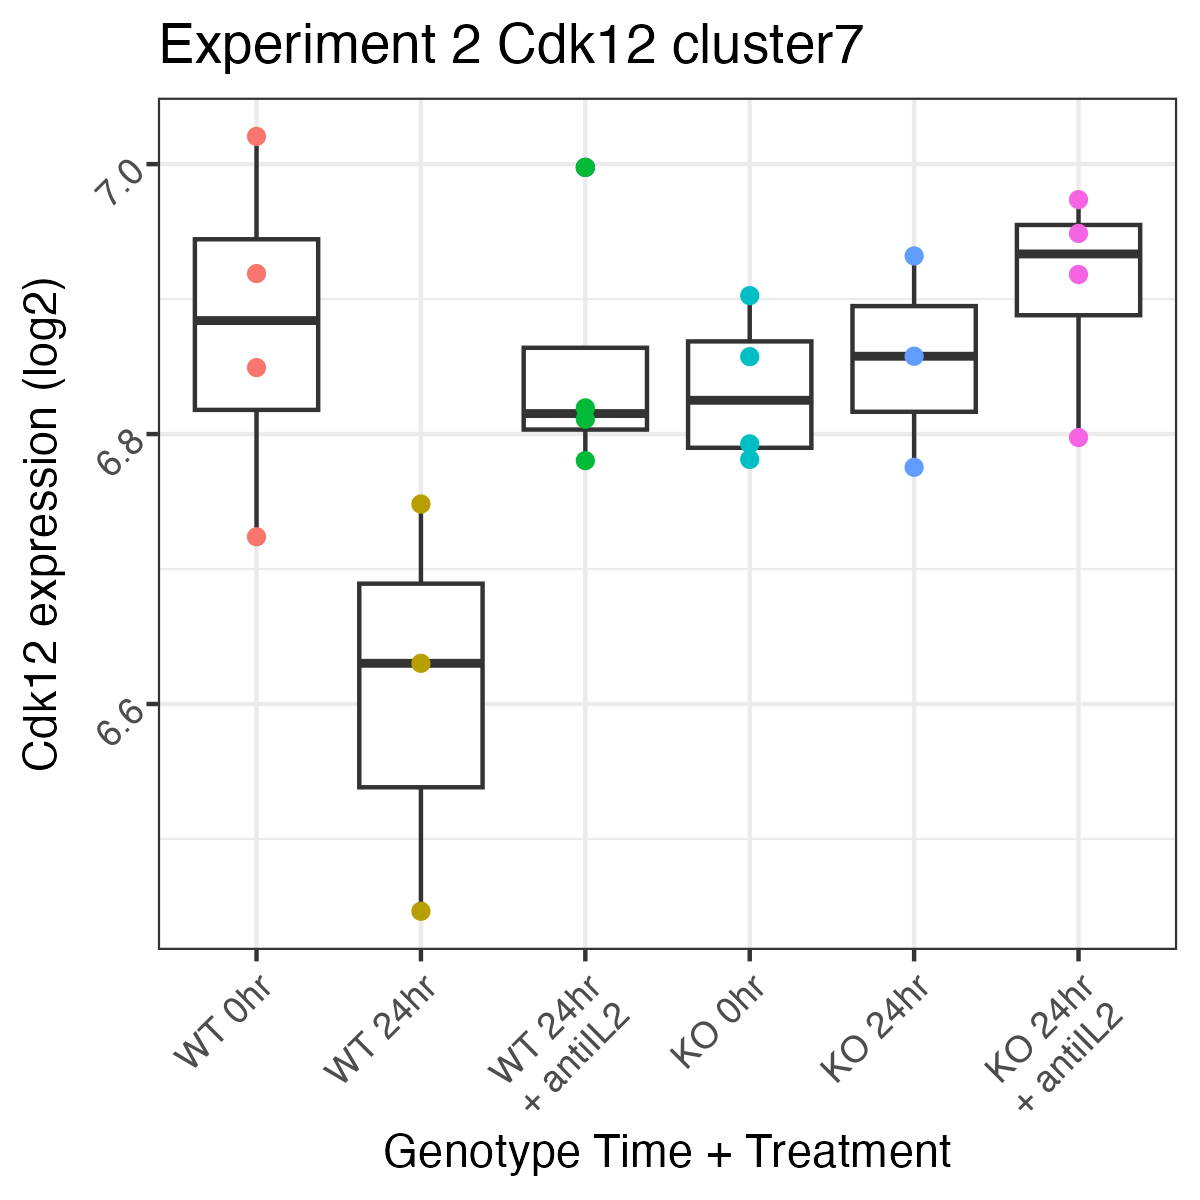 Experiment 2 Cdk12 cluster7
Cdk12 expression (log2)
7.0
6.8
6.6
WT 0hr
WT 24hr
WT 24hr
+ antiIL2
KO 0hr
KO 24hr
KO 24hr
+ antiIL2
Genotype Time + Treatment